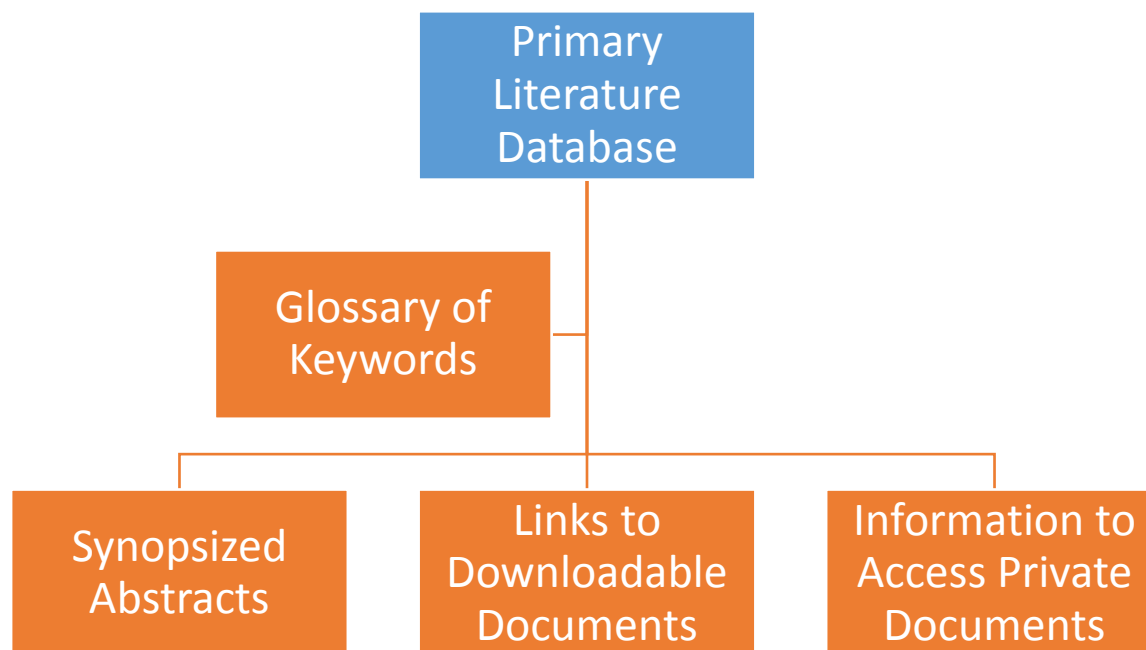 Primary
Literature
Database
Glossary of
Keywords
Synopsized
Abstracts
Links to
Downloadable
Documents
Information to
Access Private
Documents